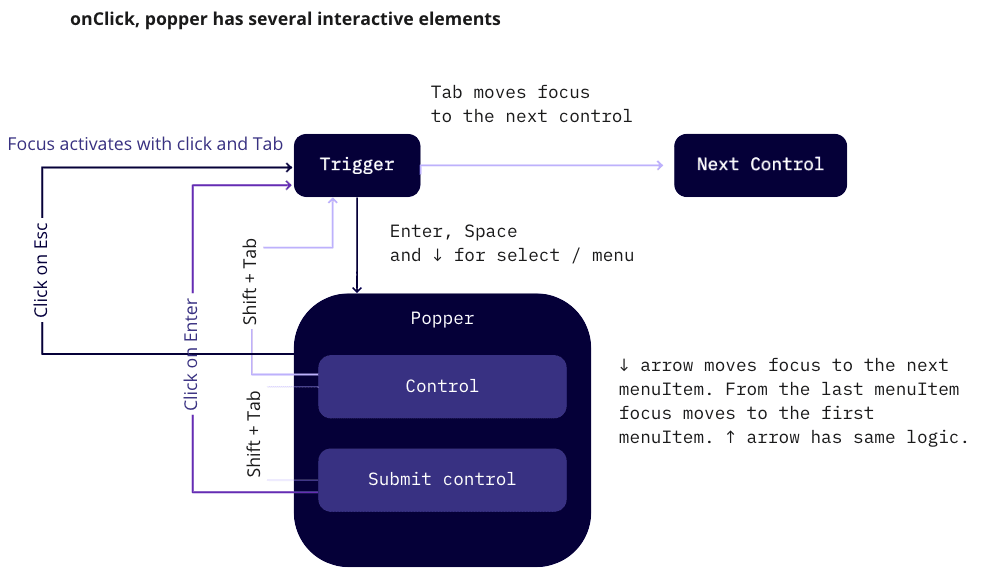 onClick, popper has several interactive elements
Tab moves focus
to the next control
Focus activates with click and Tab
Trigger
Next Control
Click on Esc
Shift + Tab
Enter, Space
and ↓ for select / menu
Click on Enter
Popper
Control
Shift + Tab
Submit control
↓ arrow moves focus to the next
menuItem. From the last menuItem
focus moves to the first
menuItem. ↑ arrow has same logic.